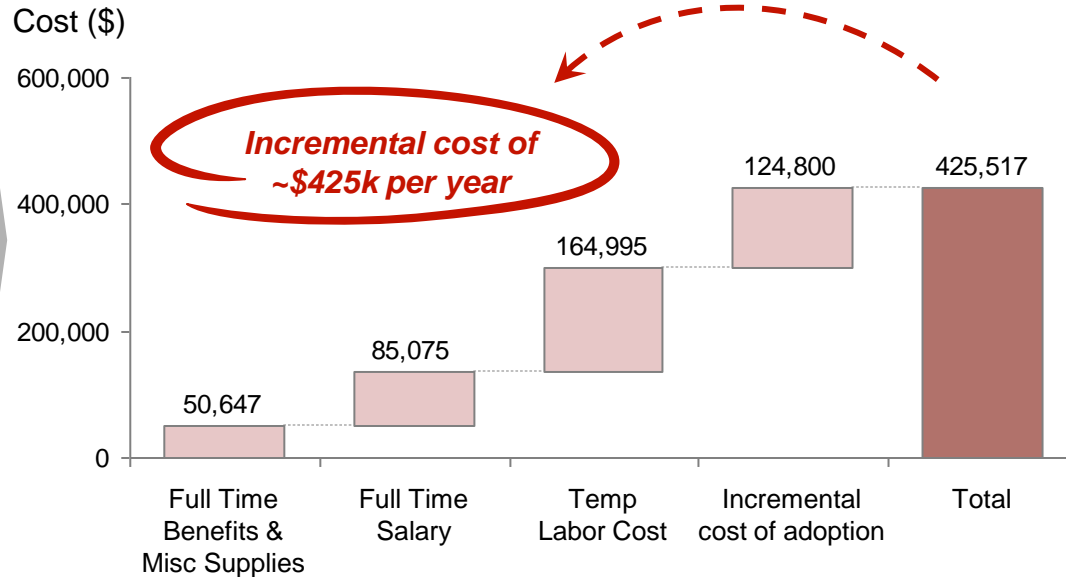 Cost ($)
600,000
400,000
200,000
0
Incremental cost of
~$425k per year
50,647
85,075
164,995
124,800
425,517
Full Time
Benefits &
Misc Supplies
Full Time
Salary
Temp
Labor Cost
Incremental
cost of adoption
Total